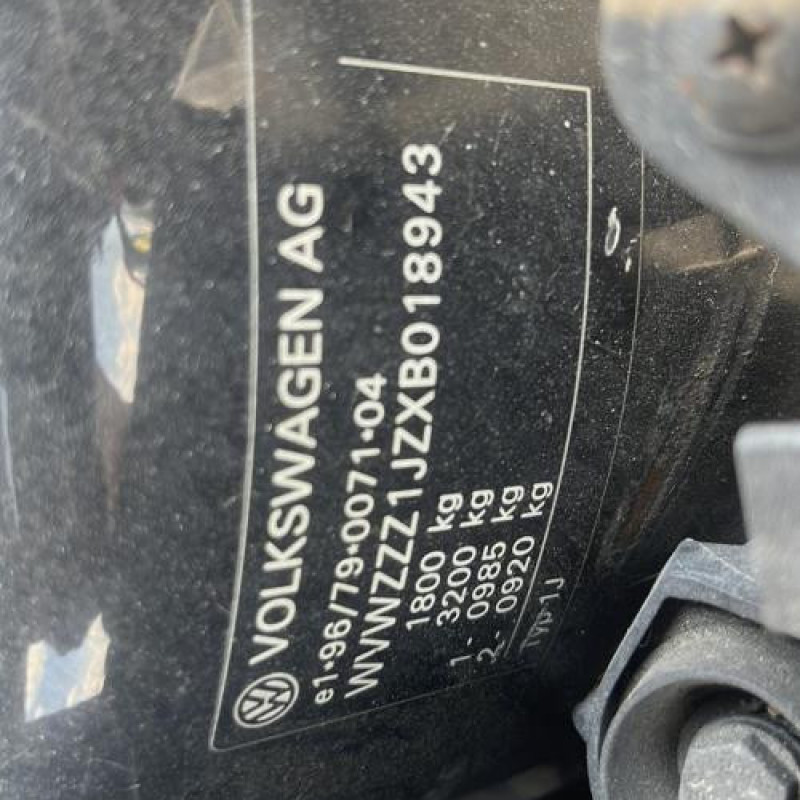 VOLKSWAGEN AG
e1*96/79*0071*04
WVWZZZ1JZXB018943
1800 kg
3200 kg
1- 0985 kg
2- 0920 kg
Typ 1J